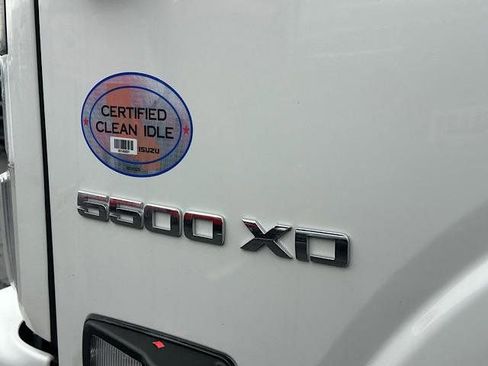 CERTIFIED
CLEAN IDLE
ISUZU
5500 XD